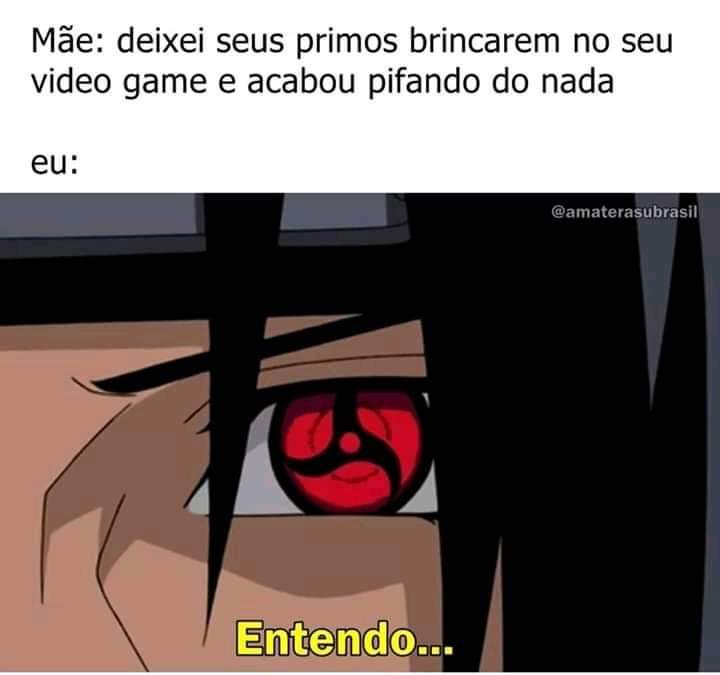 Mãe: deixei seus primos brincarem no seu
video game e acabou pifando do nada
eu:
@amaterasubrasil
Entendo...